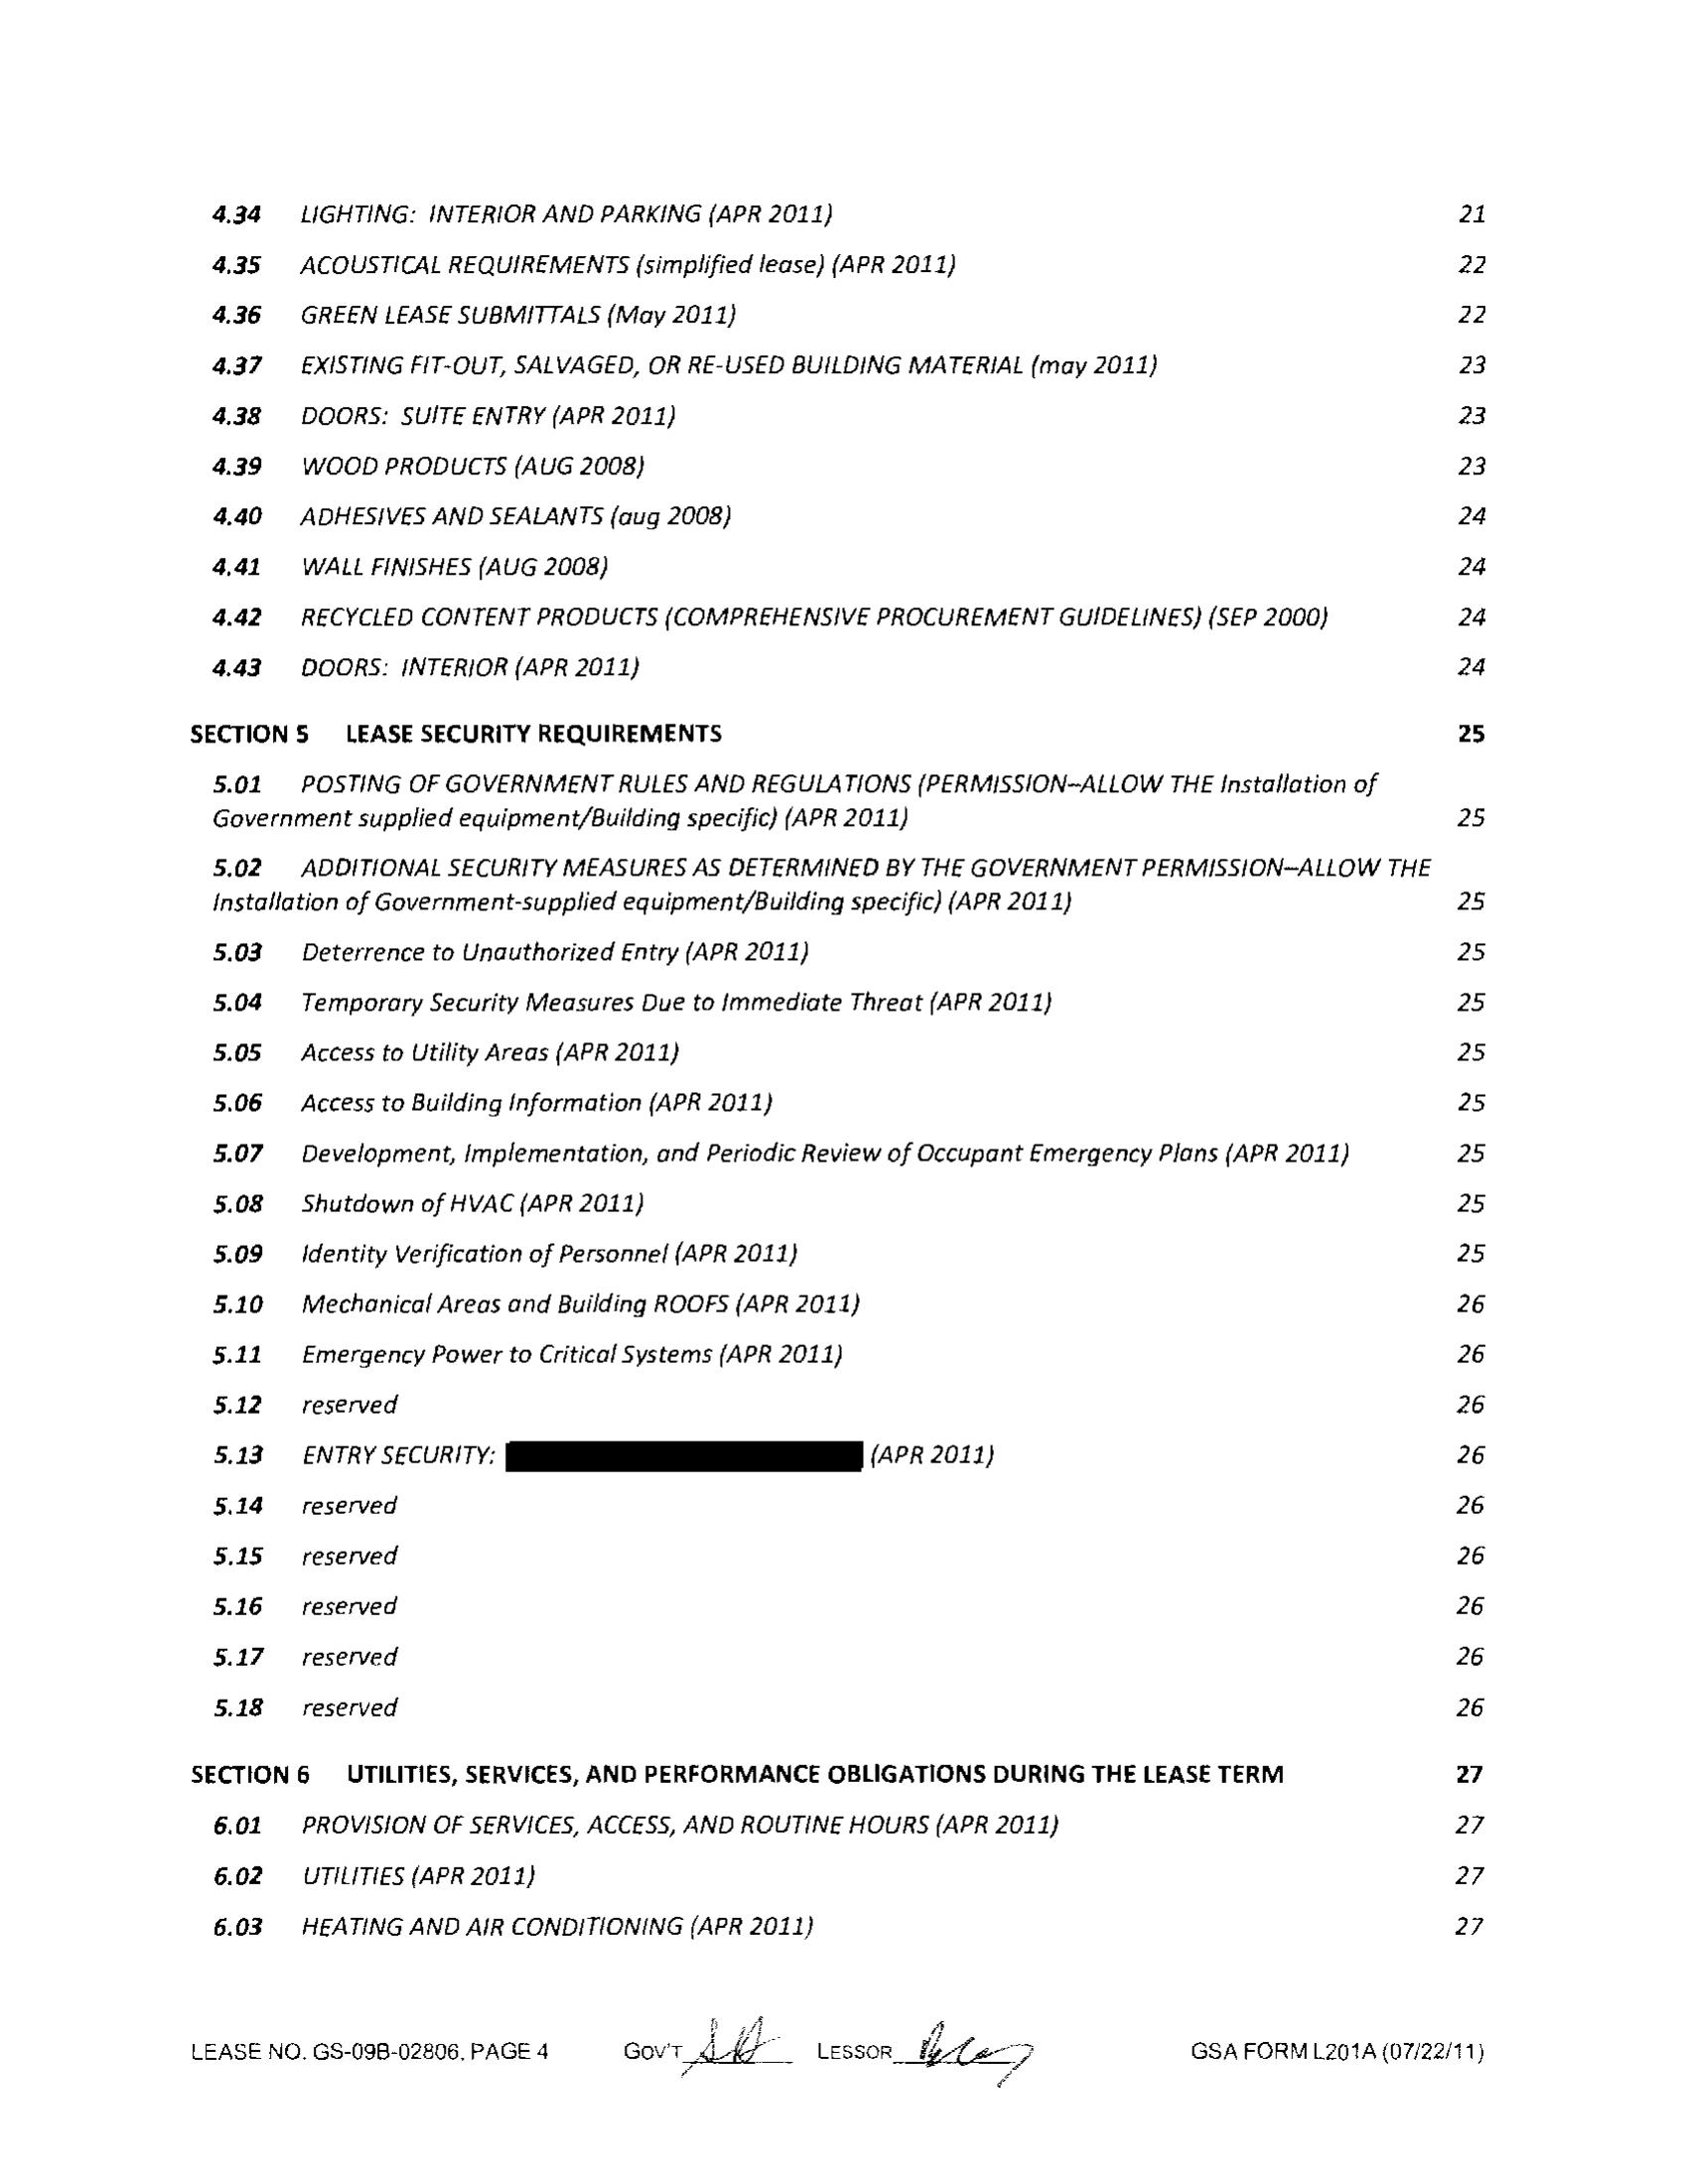 4.34 LIGHTING: INTERIOR AND PARKING (APR 2011) 21
4.35 ACOUSTICAL REQUIREMENTS (simplified lease) (APR 2011) 22
4.36 GREEN LEASE SUBMITTALS (May 2011) 22
4.37 EXISTING FIT-OUT, SALVAGED, OR RE-USED BUILDING MATERIAL (may 2011) 23
4.38 DOORS: SUITE ENTRY (APR 2011) 23
4.39 WOOD PRODUCTS (AUG 2008) 23
4.40 ADHESIVES AND SEALANTS (aug 2008) 24
4.41 WALL FINISHES (AUG 2008) 24
4.42 RECYCLED CONTENT PRODUCTS (COMPREHENSIVE PROCUREMENT GUIDELINES) (SEP 2000) 24
4.43 DOORS: INTERIOR (APR 2011) 24
SECTION 5 LEASE SECURITY REQUIREMENTS 25
5.01 POSTING OF GOVERNMENT RULES AND REGULATIONS (PERMISSION–ALLOW THE Installation of
Government supplied equipment/Building specific) (APR 2011) 25
5.02 ADDITIONAL SECURITY MEASURES AS DETERMINED BY THE GOVERNMENT PERMISSION–ALLOW THE
Installation of Government-supplied equipment/Building specific) (APR 2011) 25
5.03 Deterrence to Unauthorized Entry (APR 2011) 25
5.04 Temporary Security Measures Due to Immediate Threat (APR 2011) 25
5.05 Access to Utility Areas (APR 2011) 25
5.06 Access to Building Information (APR 2011) 25
5.07 Development, Implementation, and Periodic Review of Occupant Emergency Plans (APR 2011) 25
5.08 Shutdown of HVAC (APR 2011) 25
5.09 Identity Verification of Personnel (APR 2011) 25
5.10 Mechanical Areas and Building ROOFS (APR 2011) 26
5.11 Emergency Power to Critical Systems (APR 2011) 26
5.12 reserved 26
5.13 ENTRY SECURITY: (APR 2011) 26
5.14 reserved 26
5.15 reserved 26
5.16 reserved 26
5.17 reserved 26
5.18 reserved 26
SECTION 6 UTILITIES, SERVICES, AND PERFORMANCE OBLIGATIONS DURING THE LEASE TERM 27
6.01 PROVISION OF SERVICES, ACCESS, AND ROUTINE HOURS (APR 2011) 27
6.02 UTILITIES (APR 2011) 27
6.03 HEATING AND AIR CONDITIONING (APR 2011) 27
LEASE NO. GS-09B-02806, PAGE 4 GOV'T LESSOR GSA FORM L201A (07/22/11)